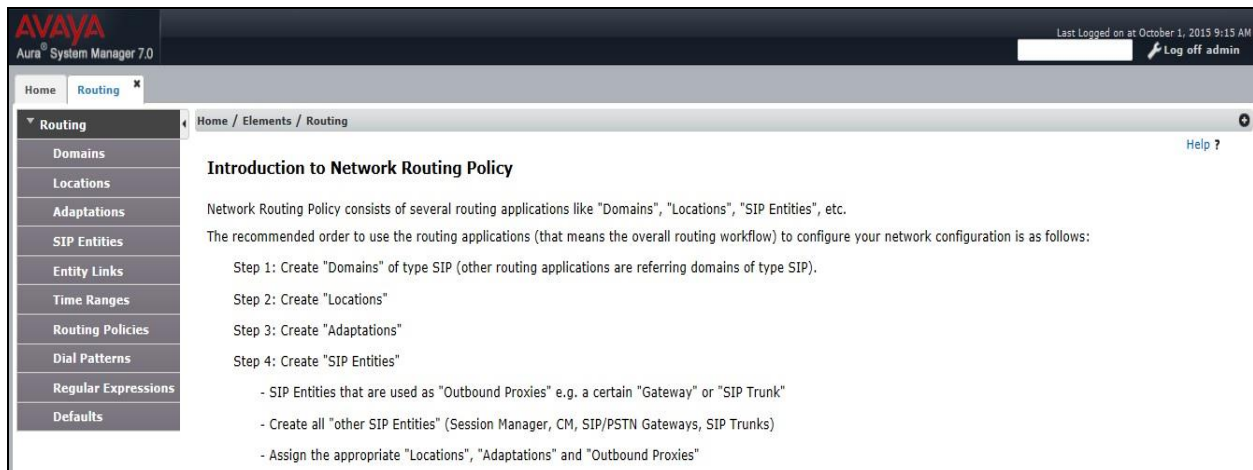 AVAYA
Aura® System Manager 7.0
Last Logged on at October 1, 2015 9:15 AM
Log off admin
Home
Routing
Routing
Domains
Locations
Adaptations
SIP Entities
Entity Links
Time Ranges
Routing Policies
Dial Patterns
Regular Expressions
Defaults
Home / Elements / Routing
Help ?
Introduction to Network Routing Policy
Network Routing Policy consists of several routing applications like "Domains", "Locations", "SIP Entities", etc.
The recommended order to use the routing applications (that means the overall routing workflow) to configure your network configuration is as follows:
Step 1: Create "Domains" of type SIP (other routing applications are referring domains of type SIP).
Step 2: Create "Locations"
Step 3: Create "Adaptations"
Step 4: Create "SIP Entities"
- SIP Entities that are used as "Outbound Proxies" e.g. a certain "Gateway" or "SIP Trunk"
- Create all "other SIP Entities" (Session Manager, CM, SIP/PSTN Gateways, SIP Trunks)
- Assign the appropriate "Locations", "Adaptations" and "Outbound Proxies"